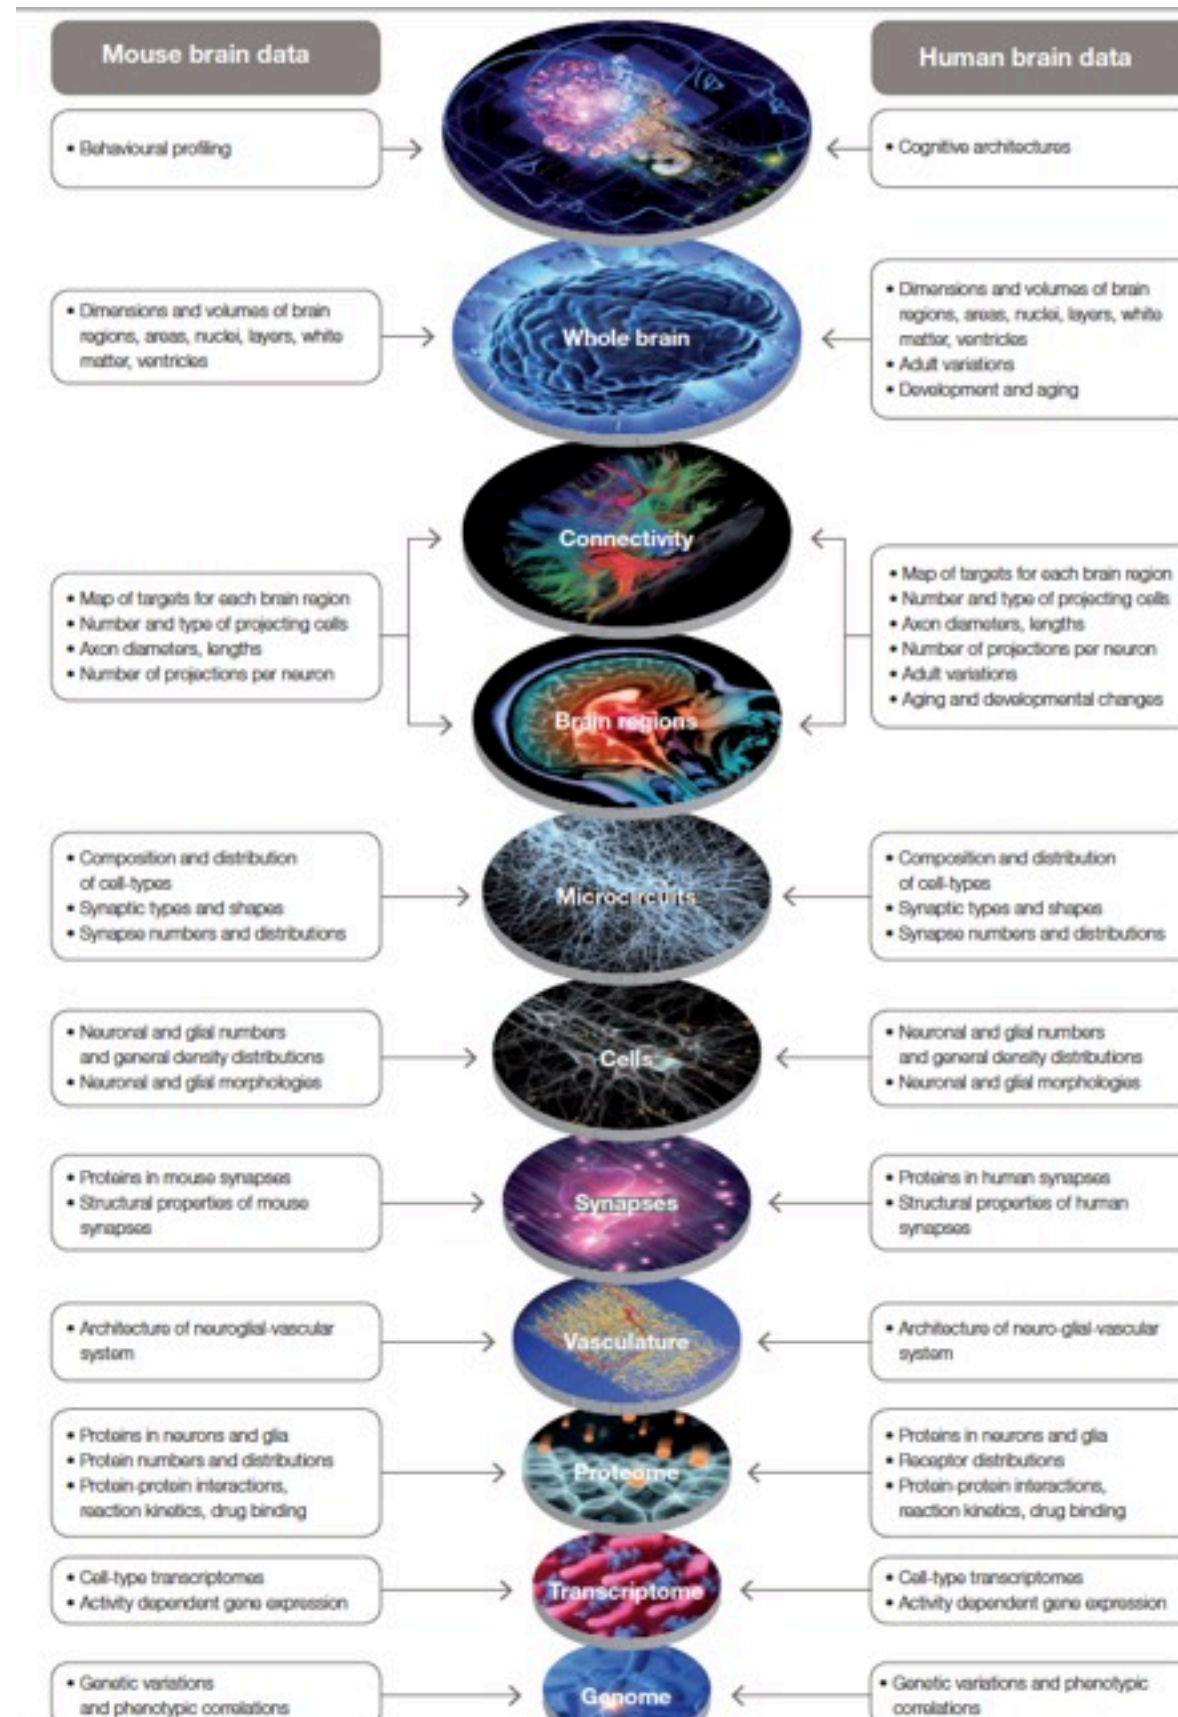 Mouse brain data
Human brain data
• Behavioural profiling
• Cognitive architectures
• Dimensions and volumes of brain
regions, areas, nuclei, layers, white
matter, ventricles
Whole brain
• Dimensions and volumes of brain
regions, areas, nuclei, layers, white
matter, ventricles
• Adult variations
• Development and aging
Connectivity
• Map of targets for each brain region
• Number and type of projecting cells
• Axon diameters, lengths
• Number of projections per neuron
• Map of targets for each brain region
• Number and type of projecting cells
• Axon diameters, lengths
• Number of projections per neuron
• Adult variations
• Aging and developmental changes
Brain regions
• Composition and distribution
of cell-types
• Synaptic types and shapes
• Synapse numbers and distributions
Microcircuits
• Composition and distribution
of cell-types
• Synaptic types and shapes
• Synapse numbers and distributions
• Neuronal and glial numbers
and general density distributions
• Neuronal and glial morphologies
Cells
• Neuronal and glial numbers
and general density distributions
• Neuronal and glial morphologies
• Proteins in mouse synapses
• Structural properties of mouse
synapses
Synapses
• Proteins in human synapses
• Structural properties of human
synapses
• Architecture of neuroglial-vascular
system
Vasculature
• Architecture of neuro-glial-vascular
system
• Proteins in neurons and glia
• Protein numbers and distributions
• Protein-protein interactions,
reaction kinetics, drug binding
Proteome
• Proteins in neurons and glia
• Receptor distributions
• Protein-protein interactions,
reaction kinetics, drug binding
• Cell-type transcriptomes
• Activity dependent gene expression
Transcriptome
• Cell-type transcriptomes
• Activity dependent gene expression
• Genetic variations
and phenotypic correlations
Genome
• Genetic variations and phenotypic
correlations